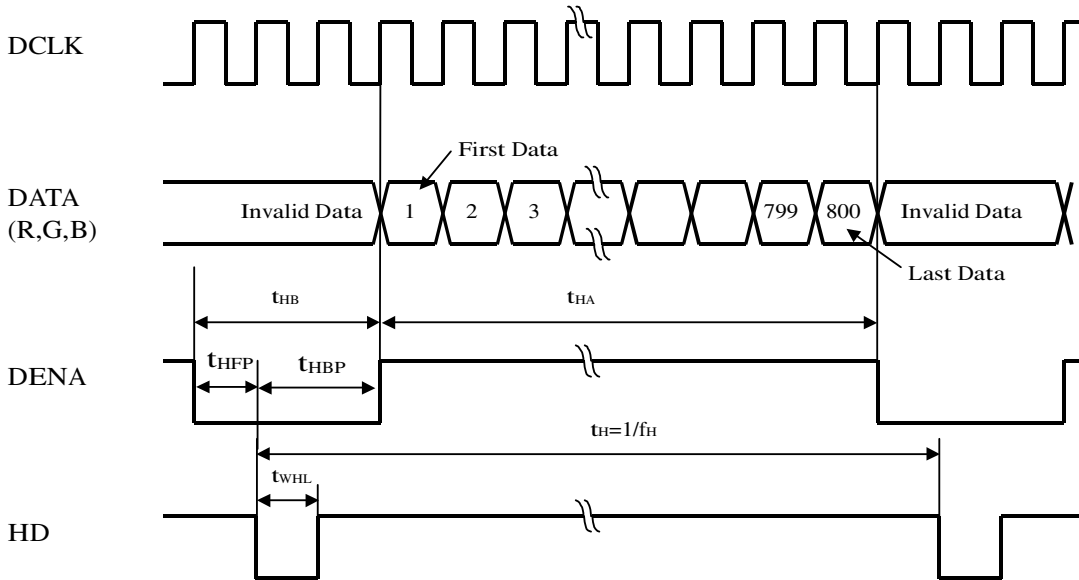 DCLK
First Data
DATA
(R,G,B)
Invalid Data
1
2
3
799
800
Invalid Data
Last Data
tHB
tHA
DENA
tHFP
tHBP
tH=1/fH
tWHL
HD